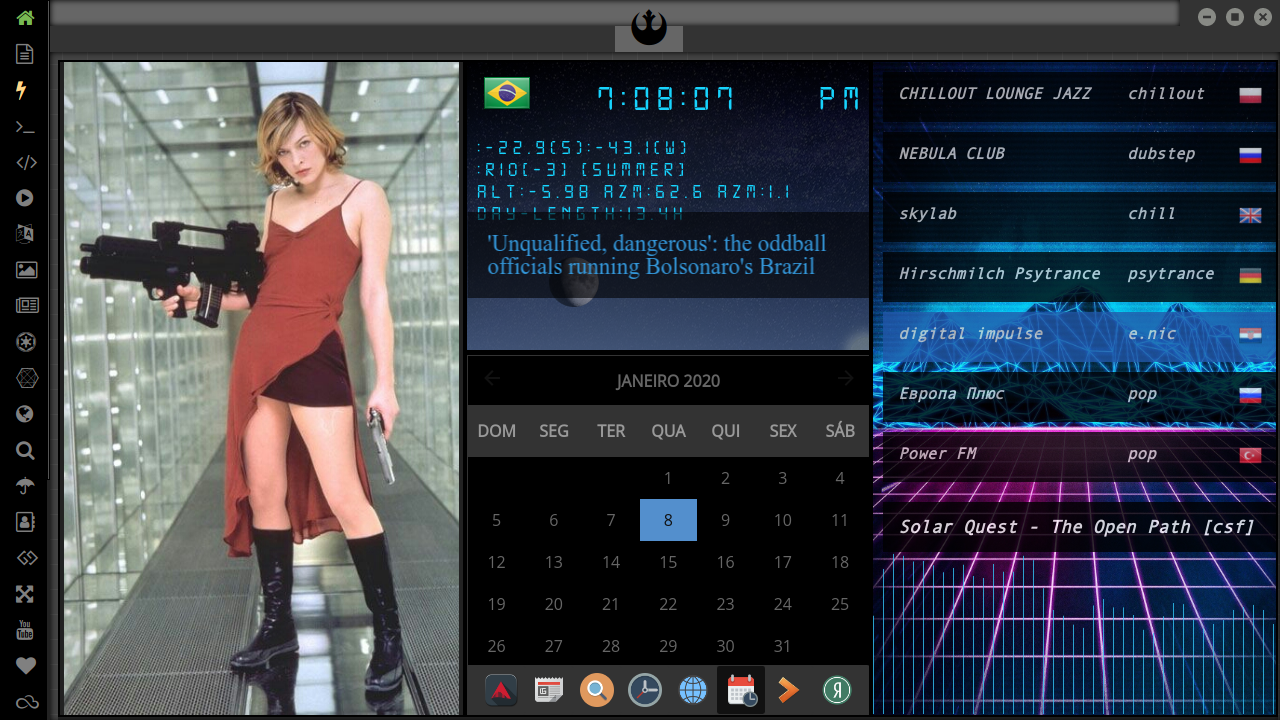 7:08:07 PM
:-22.9(S):-43.1(W)
:RIO(-3) (SUMMER)
ALT:-5.98 AZM:62.6 AZM:1.1
DAY-LENGTH:13.4H
'Unqualified, dangerous': the oddball
officials running Bolsonaro's Brazil
JANEIRO 2020
DOM SEG TER QUA QUI SEX SÁB
1 2 3 4
5 6 7 8 9 10 11
12 13 14 15 16 17 18
19 20 21 22 23 24 25
26 27 28 29 30 31
CHILLOUT LOUNGE JAZZ chillout
NEBULA CLUB dubstep
skylab chill
Hirschmilch Psytrance psytrance
digital impulse e.nic
Европа Плюс pop
Power FM pop
Solar Quest - The Open Path [csf]
You
Tube
Я